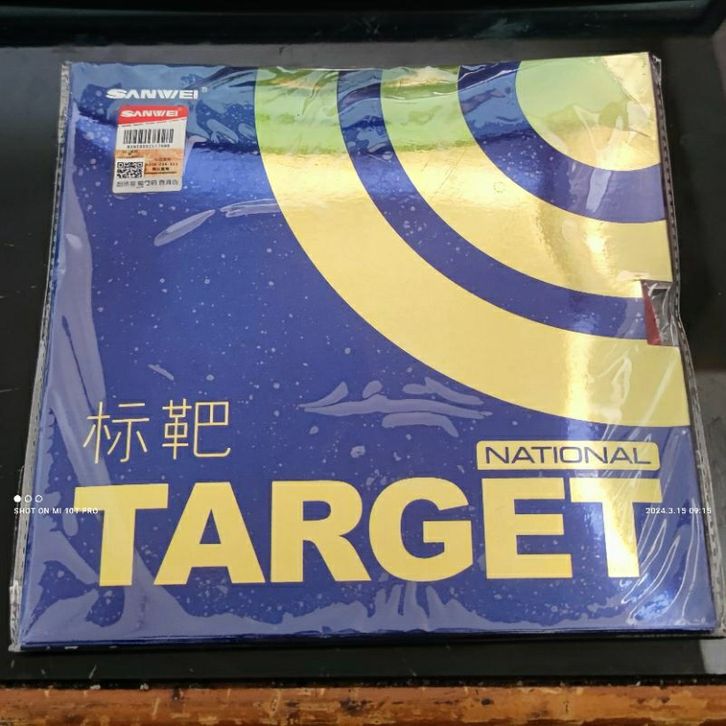 SANWEI®
SANWEI
标靶
NATIONAL
TARGET
SHOT ON MI 10T PRO
2024.3.15 09:15